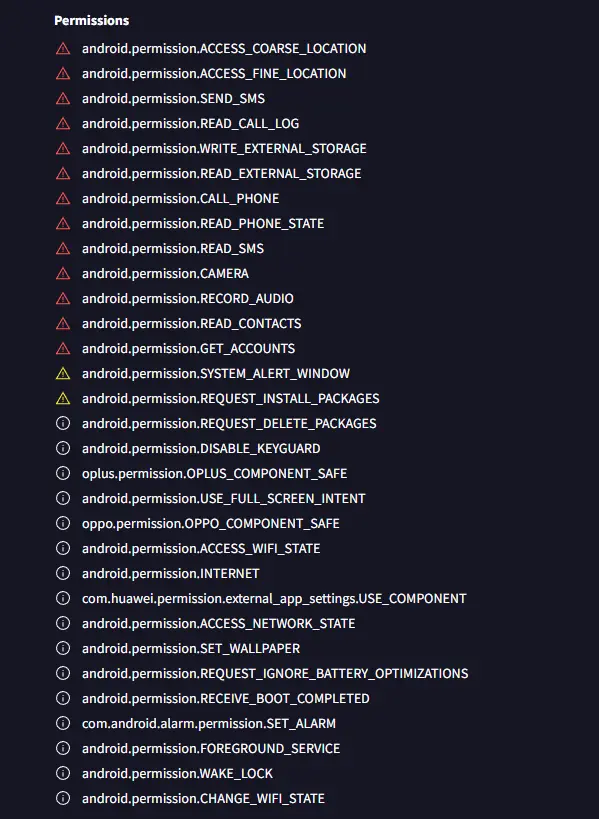 Permissions
android.permission.ACCESS_COARSE_LOCATION
android.permission.ACCESS_FINE_LOCATION
android.permission.SEND_SMS
android.permission.READ_CALL_LOG
android.permission.WRITE_EXTERNAL_STORAGE
android.permission.READ_EXTERNAL_STORAGE
android.permission.CALL_PHONE
android.permission.READ_PHONE_STATE
android.permission.READ_SMS
android.permission.CAMERA
android.permission.RECORD_AUDIO
android.permission.READ_CONTACTS
android.permission.GET_ACCOUNTS
android.permission.SYSTEM_ALERT_WINDOW
android.permission.REQUEST_INSTALL_PACKAGES
android.permission.REQUEST_DELETE_PACKAGES
android.permission.DISABLE_KEYGUARD
oplus.permission.OPLUS_COMPONENT_SAFE
android.permission.USE_FULL_SCREEN_INTENT
oppo.permission.OPPO_COMPONENT_SAFE
android.permission.ACCESS_WIFI_STATE
android.permission.INTERNET
com.huawei.permission.external_app_settings.USE_COMPONENT
android.permission.ACCESS_NETWORK_STATE
android.permission.SET_WALLPAPER
android.permission.REQUEST_IGNORE_BATTERY_OPTIMIZATIONS
android.permission.RECEIVE_BOOT_COMPLETED
com.android.alarm.permission.SET_ALARM
android.permission.FOREGROUND_SERVICE
android.permission.WAKE_LOCK
android.permission.CHANGE_WIFI_STATE